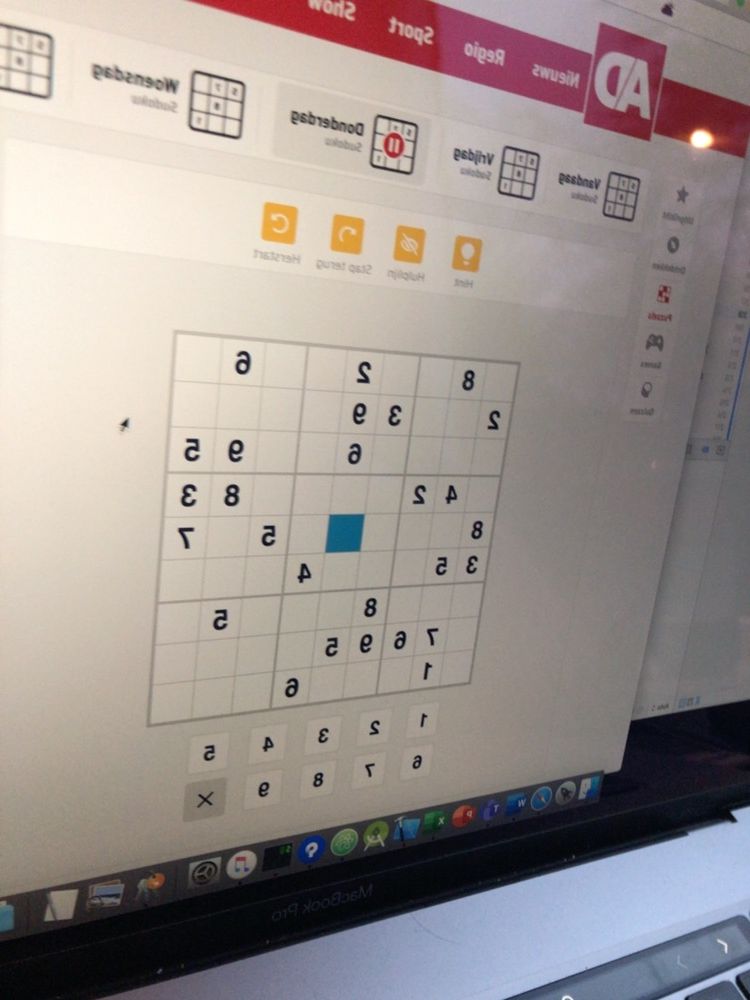 AD Nieuws Regio Sport Show
Vandaag Vrijdag Donderdag Woensdag
Sudoku Sudoku Sudoku Sudoku
Uitgelicht
Puzzels
Games
Quizzen
Hint Hulplijn Stap terug Herstart
8 2 6
2 3 9
6 9 5
4 2 8 3
8 5 7
3 5 4
8 5
7 6 9 5
1 6
1 2 3 4 5
6 7 8 9 ×
MacBook Pro